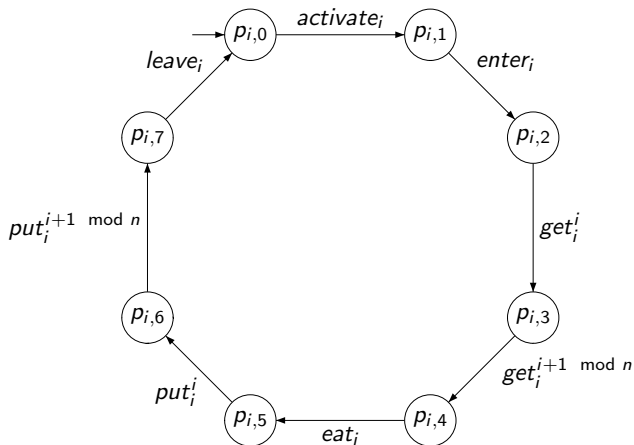 activate_i
p_{i,0}
p_{i,1}
leave_i
enter_i
p_{i,7}
p_{i,2}
put_i^{i+1 mod n}
get_i^i
p_{i,6}
p_{i,3}
get_i^{i+1 mod n}
put_i^i
p_{i,5}
p_{i,4}
eat_i